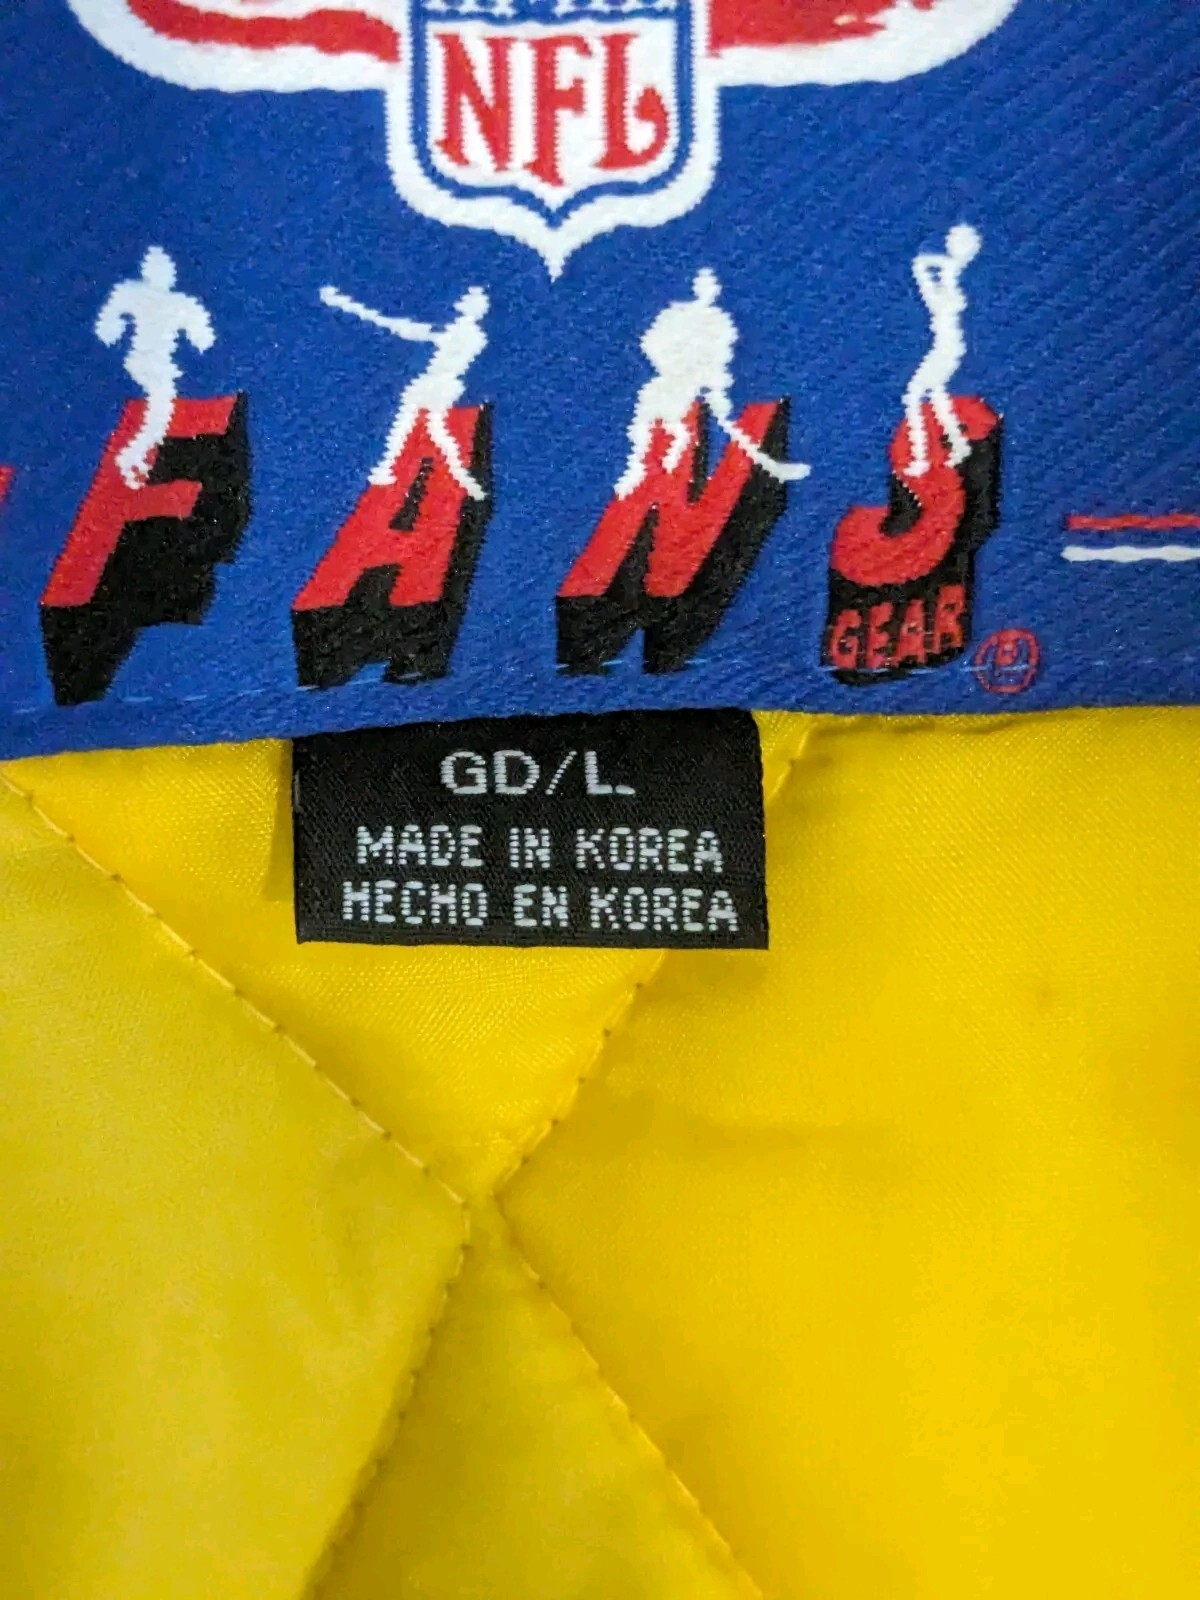 NFL
FANS
GEAR ®
GD/L.
MADE IN KOREA
HECHO EN KOREA